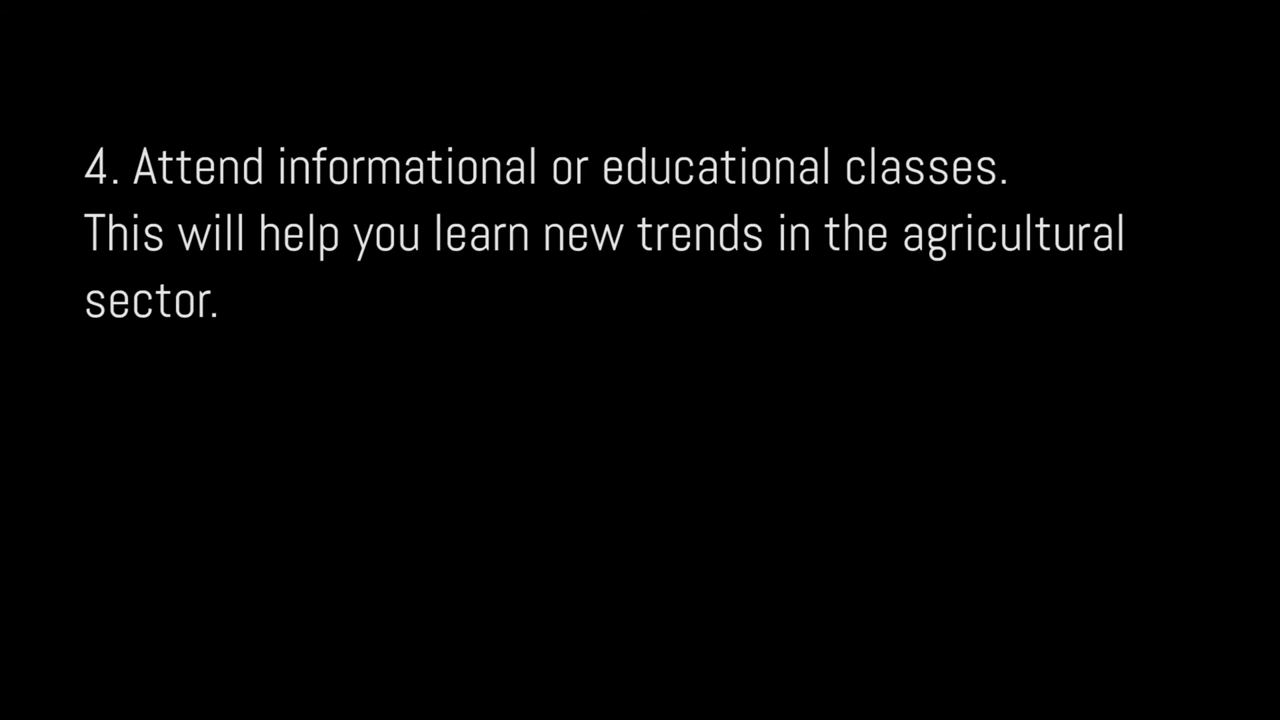 4. Attend informational or educational classes.
This will help you learn new trends in the agricultural
sector.